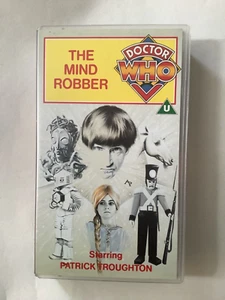 THE
MIND
ROBBER
DOCTOR
WHO
U
Starring
PATRICK TROUGHTON